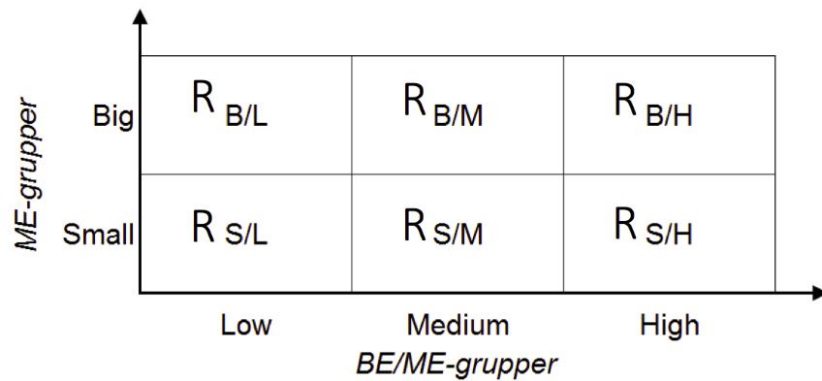 ME-grupper
Big
R B/L
R B/M
R B/H
Small
R S/L
R S/M
R S/H
Low
Medium
High
BE/ME-grupper